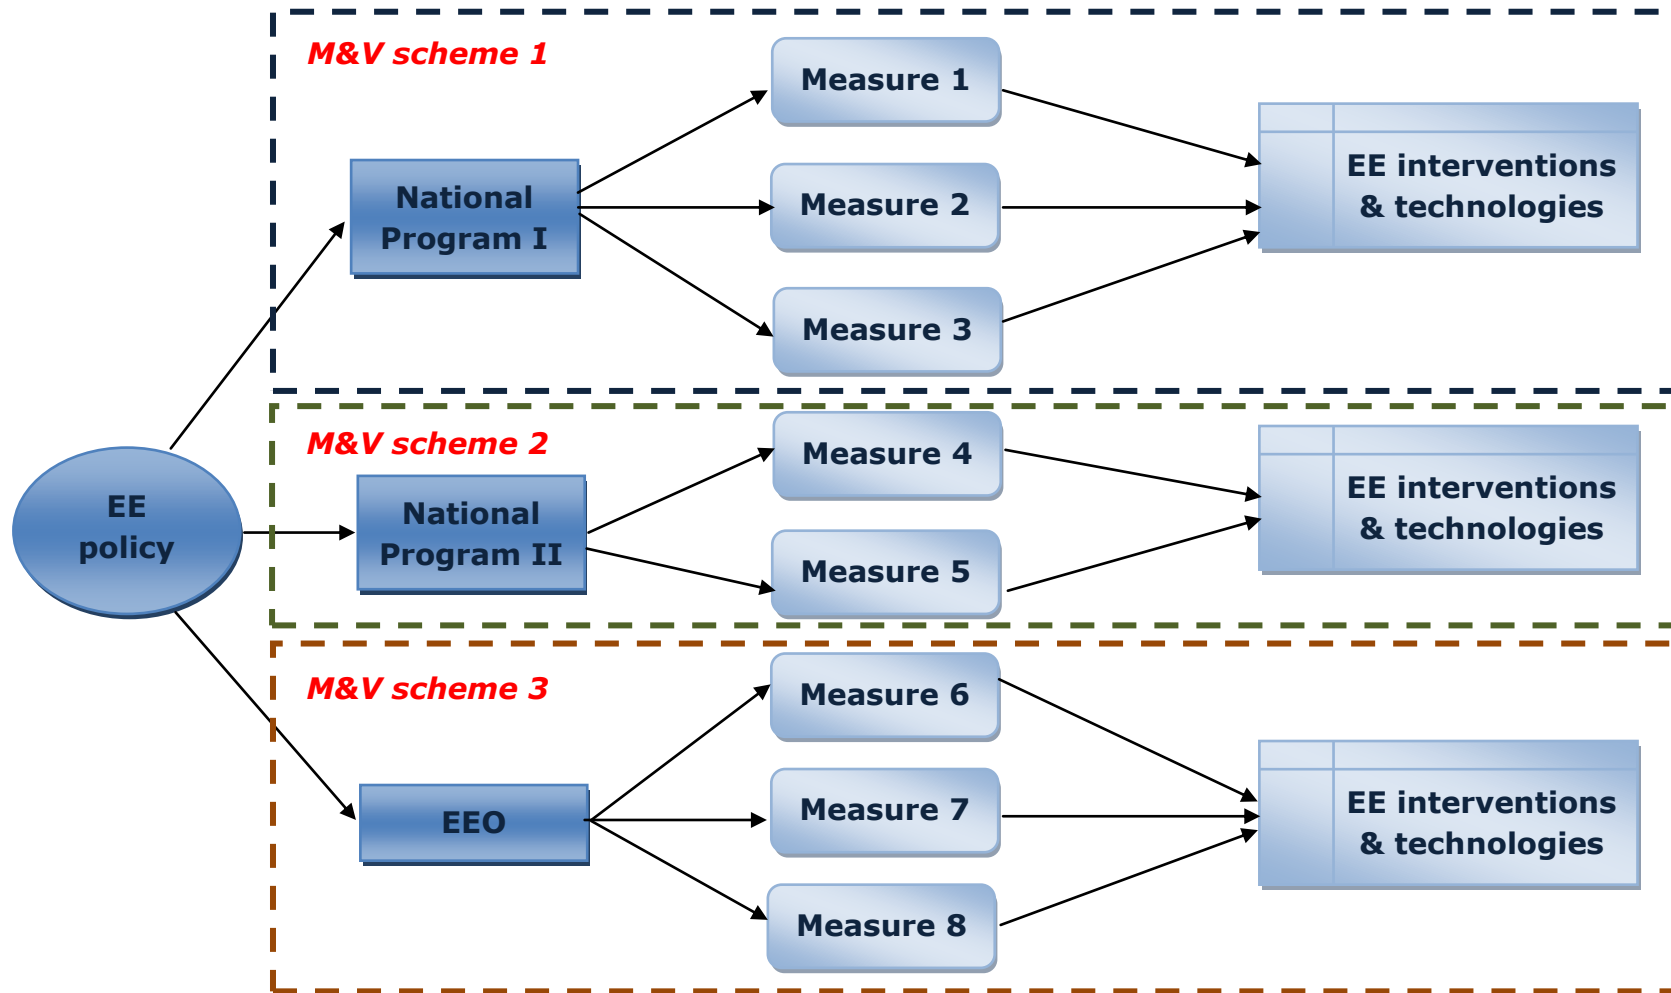 M&V scheme 1
Measure 1
National
Program I
Measure 2
Measure 3
EE interventions
& technologies
M&V scheme 2
EE
policy
National
Program II
Measure 4
Measure 5
EE interventions
& technologies
M&V scheme 3
EEO
Measure 6
Measure 7
Measure 8
EE interventions
& technologies